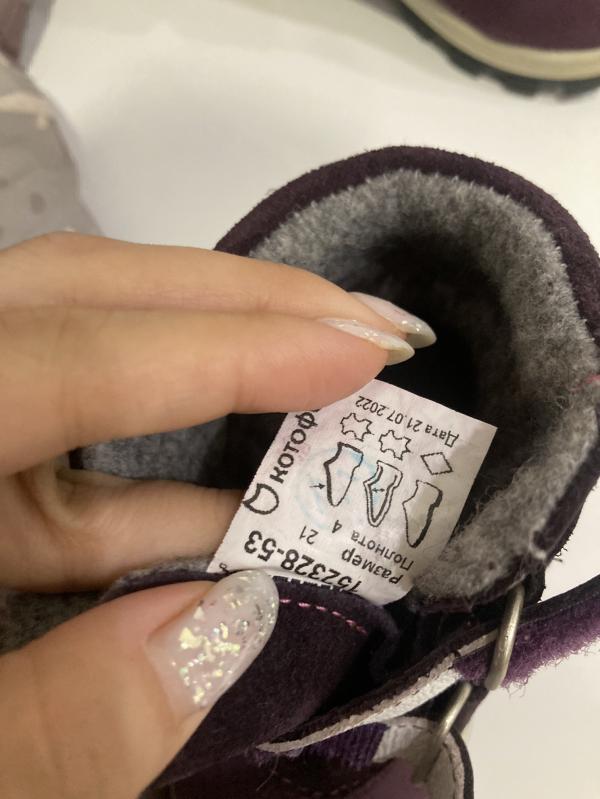 котоф
152328-53
Размер 21
Полнота 4
Дата 21.07.2022